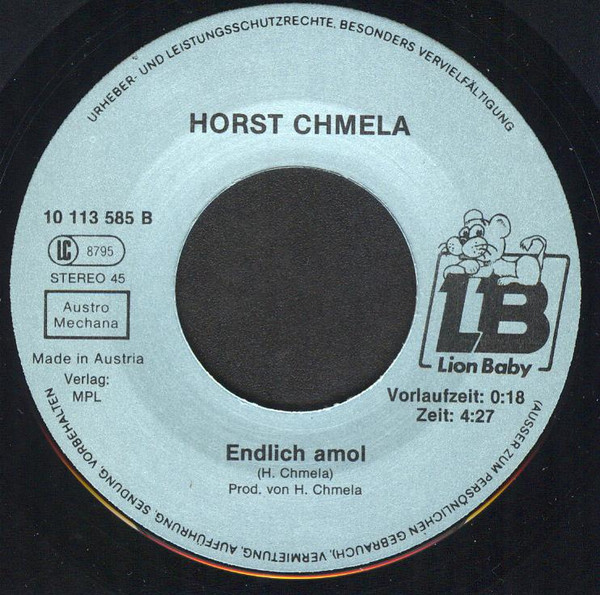 URHEBER- UND LEISTUNGSSCHUTZRECHTE, BESONDERS VERVIELFÄLTIGUNG
(AUSSER ZUM PERSÖNLICHEN GEBRAUCH), VERMIETUNG, AUFFÜHRUNG, SENDUNG, VORBEHALTEN
HORST CHMELA
10 113 585 B
LC 8795
STEREO 45
Austro
Mechana
Made in Austria
Verlag:
MPL
LB
Lion Baby
Vorlaufzeit: 0:18
Zeit: 4:27
Endlich amol
(H. Chmela)
Prod. von H. Chmela